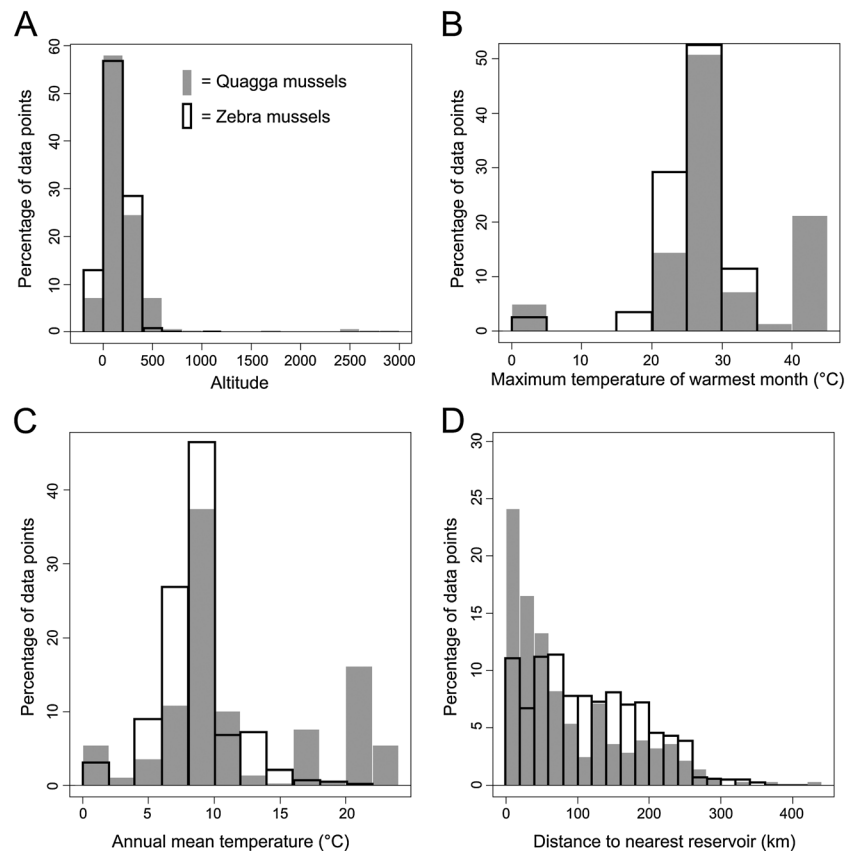 A
Percentage of data points
60
50
40
30
20
10
0
= Quagga mussels
= Zebra mussels
0 500 1000 1500 2000 2500 3000
Altitude
B
Percentage of data points
50
40
30
20
10
0
0 10 20 30 40
Maximum temperature of warmest month (°C)
C
Percentage of data points
40
30
20
10
0
0 5 10 15 20
Annual mean temperature (°C)
D
Percentage of data points
30
25
20
15
10
5
0
0 100 200 300 400
Distance to nearest reservoir (km)